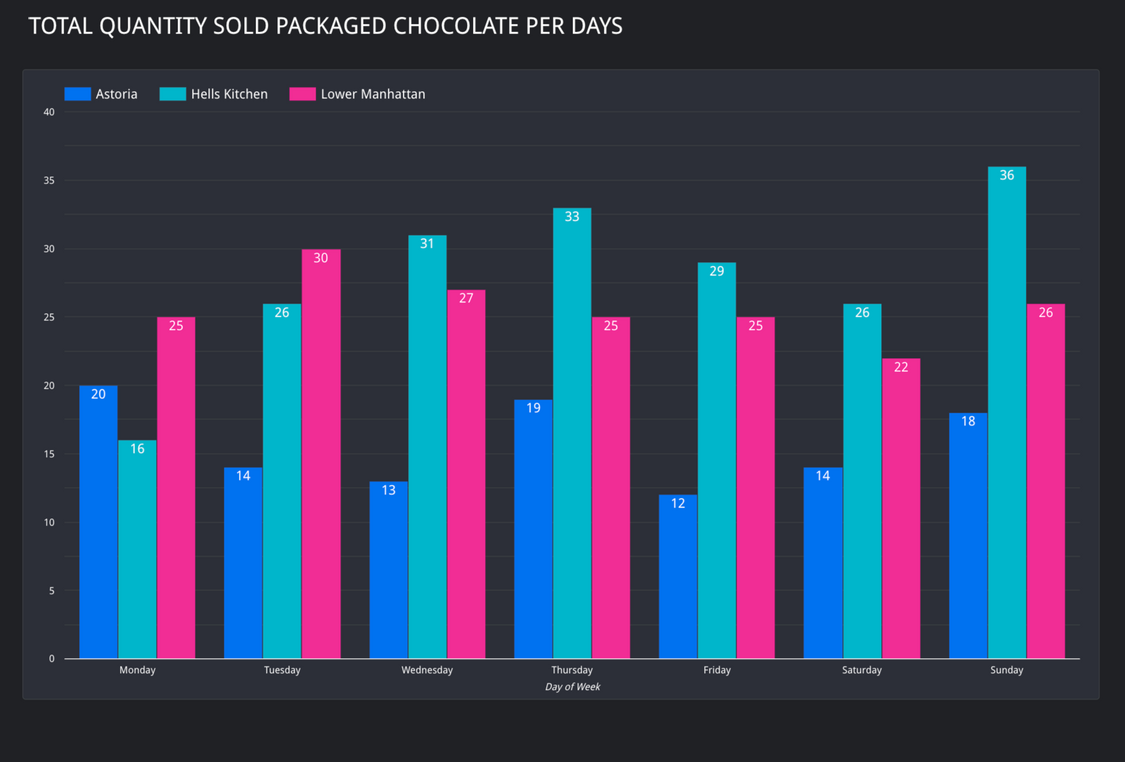 TOTAL QUANTITY SOLD PACKAGED CHOCOLATE PER DAYS
Astoria Hells Kitchen Lower Manhattan
40
35
30
25
20
15
10
5
0
20 16 25
14 26 30
13 31 27
19 33 25
12 29 25
14 26 22
18 36 26
Monday Tuesday Wednesday Thursday Friday Saturday Sunday
Day of Week